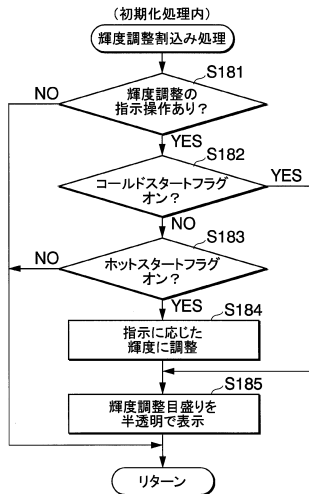 (初期化処理内)
輝度調整割込み処理
S181
輝度調整の
指示操作あり?
NO
YES
S182
コールドスタートフラグ
オン?
YES
NO
S183
ホットスタートフラグ
オン?
NO
YES
S184
指示に応じた
輝度に調整
S185
輝度調整目盛りを
半透明で表示
リターン